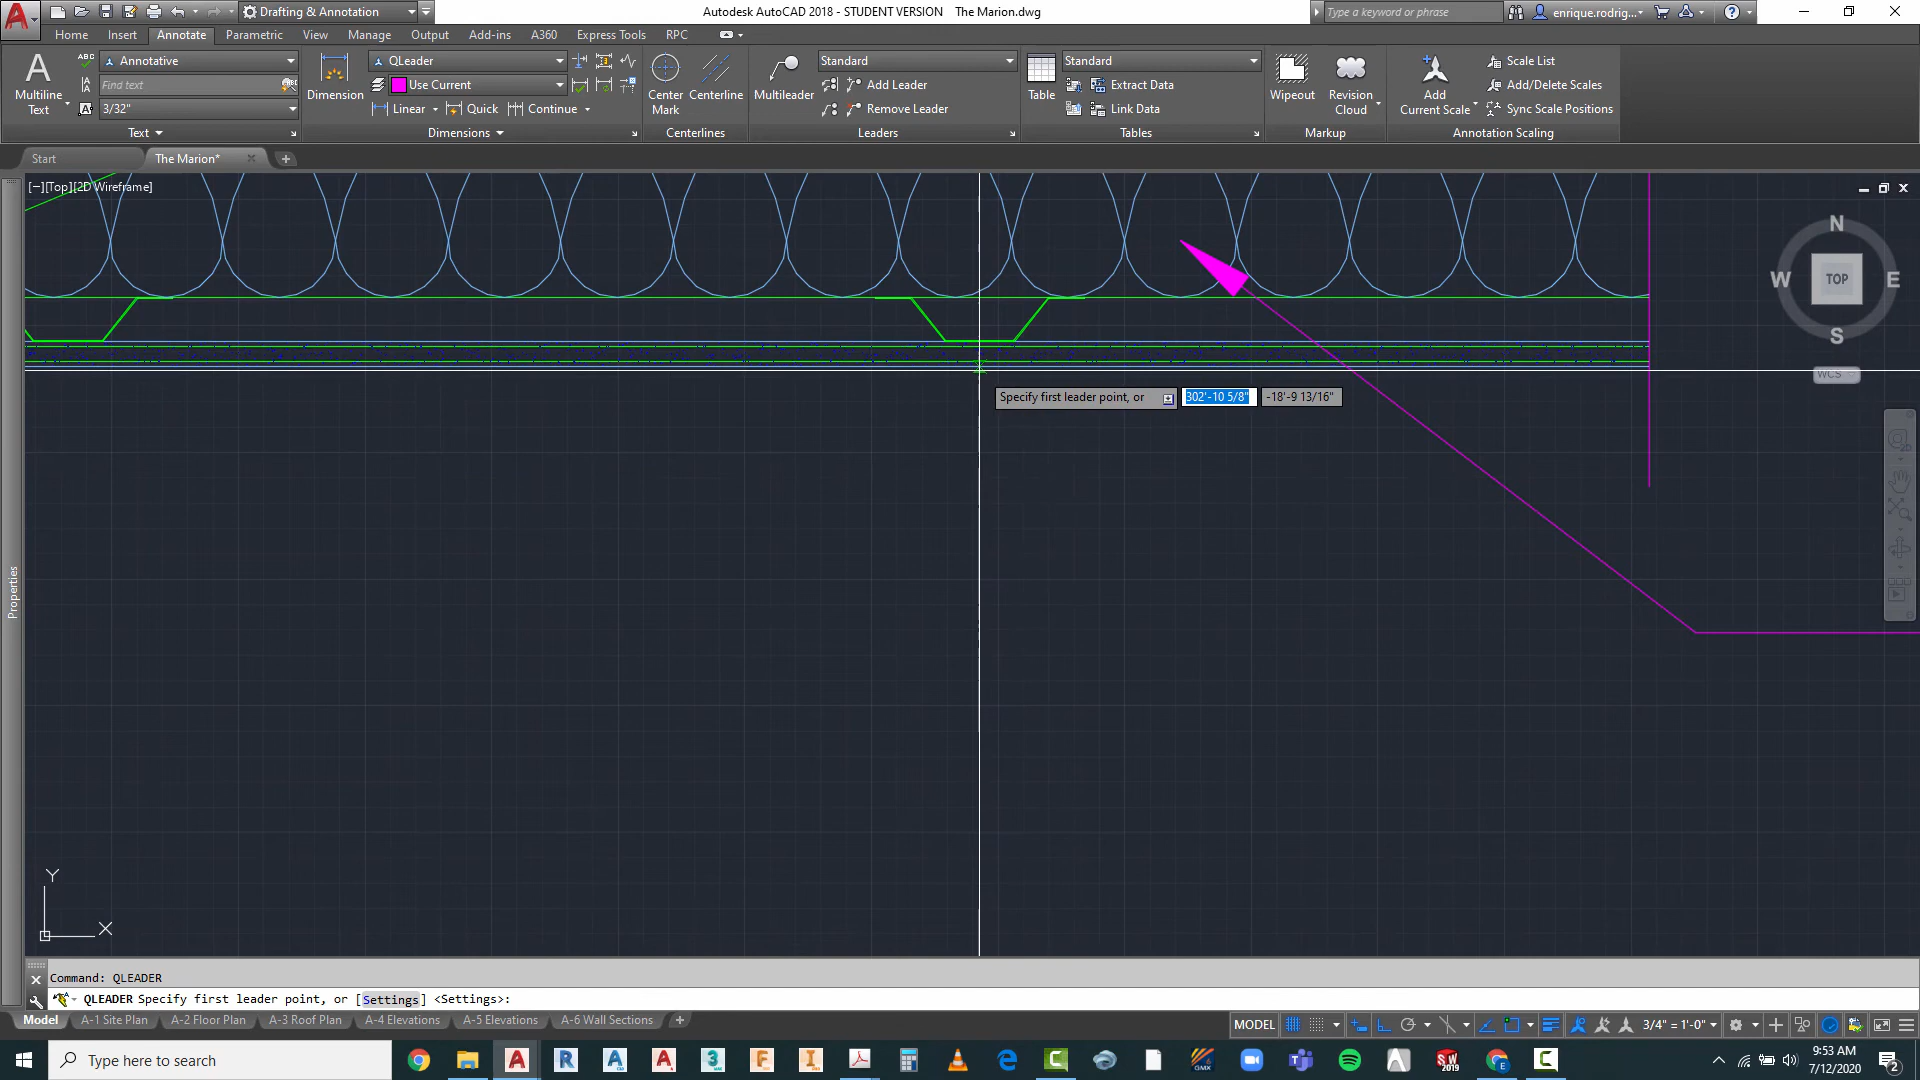 Drafting & Annotation
Autodesk AutoCAD 2018 - STUDENT VERSION The Marion.dwg
Type a keyword or phrase
enrique.rodrig...
Home Insert Annotate Parametric View Manage Output Add-ins A360 Express Tools RPC
A Multiline Text
ABC
Annotative
Find text
3/32"
Text
Dimension
QLeader
Use Current
Linear Quick Continue
Dimensions
Center Mark
Centerline
Centerlines
Multileader
Standard
Add Leader
Remove Leader
Leaders
Table
Standard
Extract Data
Link Data
Tables
Wipeout
Revision Cloud
Markup
Add Current Scale
Scale List
Add/Delete Scales
Sync Scale Positions
Annotation Scaling
Start The Marion*
[−][Top][2D Wireframe]
N
W TOP E
S
WCS
Specify first leader point, or 302'-10 5/8" -18'-9 13/16"
Properties
Y
X
Command: QLEADER
QLEADER Specify first leader point, or [Settings] <Settings>:
Model A-1 Site Plan A-2 Floor Plan A-3 Roof Plan A-4 Elevations A-5 Elevations A-6 Wall Sections
MODEL 3/4" = 1'-0"
Type here to search
9:53 AM
7/12/2020
2